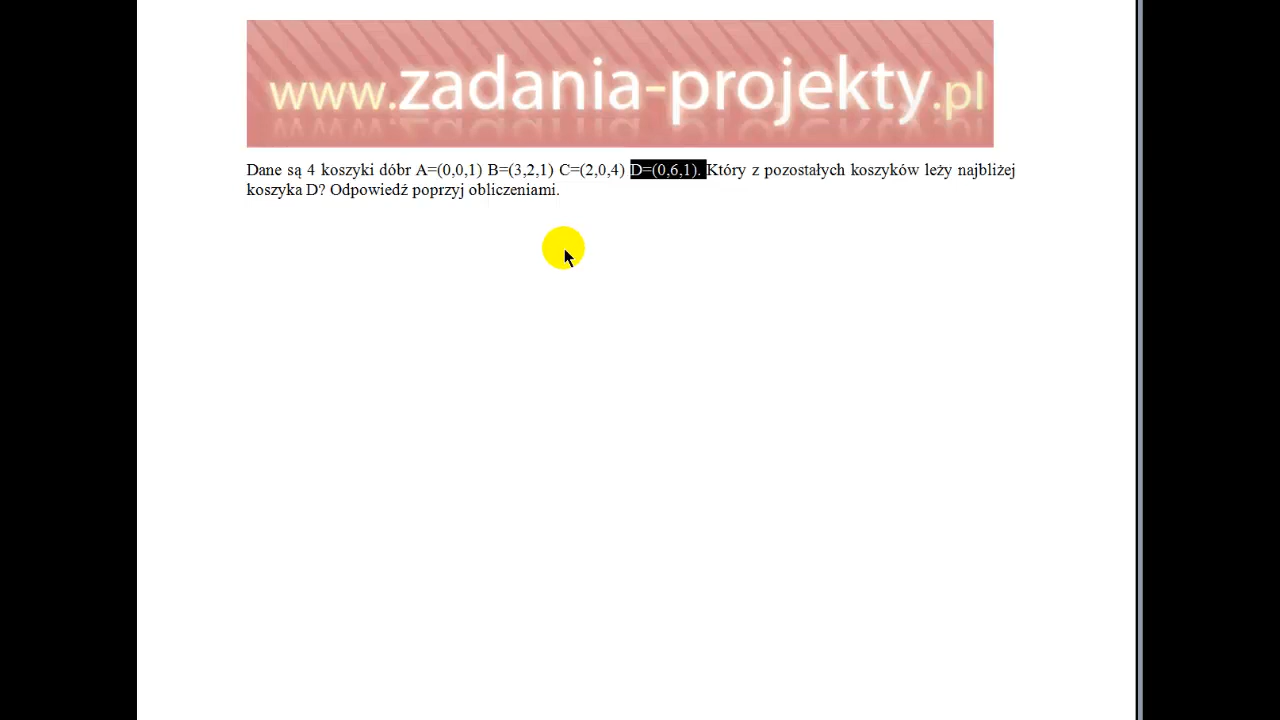 www.zadania-projekty.pl
Dane są 4 koszyki dóbr A=(0,0,1) B=(3,2,1) C=(2,0,4) D=(0,6,1). Który z pozostałych koszyków leży najbliżej
koszyka D? Odpowiedź poprzyj obliczeniami.